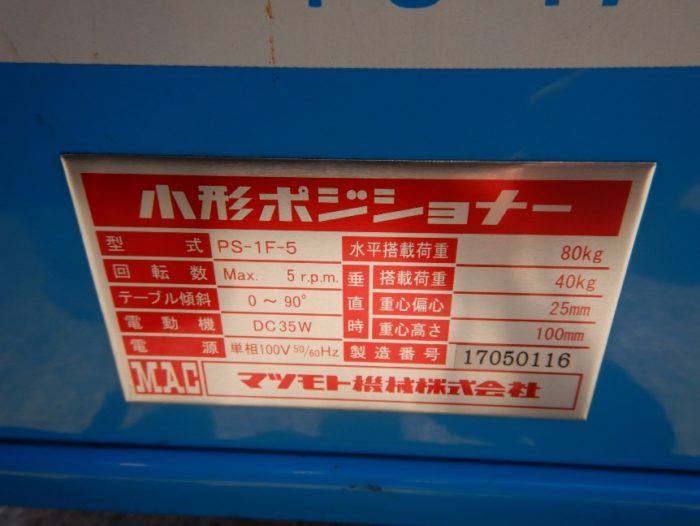 小形ポジショナー
型式 PS-1F-5 水平搭載荷重 80kg
回転数 Max. 5 r.p.m. 垂直時 搭載荷重 40kg
テーブル傾斜 0～90° 重心偏心 25mm
電動機 DC35W 重心高さ 100mm
電源 単相100V 50/60Hz 製造番号 17050116
MAC マツモト機械株式会社